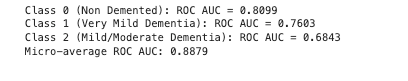 Class 0 (Non Demented): ROC AUC = 0.8099
Class 1 (Very Mild Dementia): ROC AUC = 0.7603
Class 2 (Mild/Moderate Dementia): ROC AUC = 0.6843
Micro-average ROC AUC: 0.8879